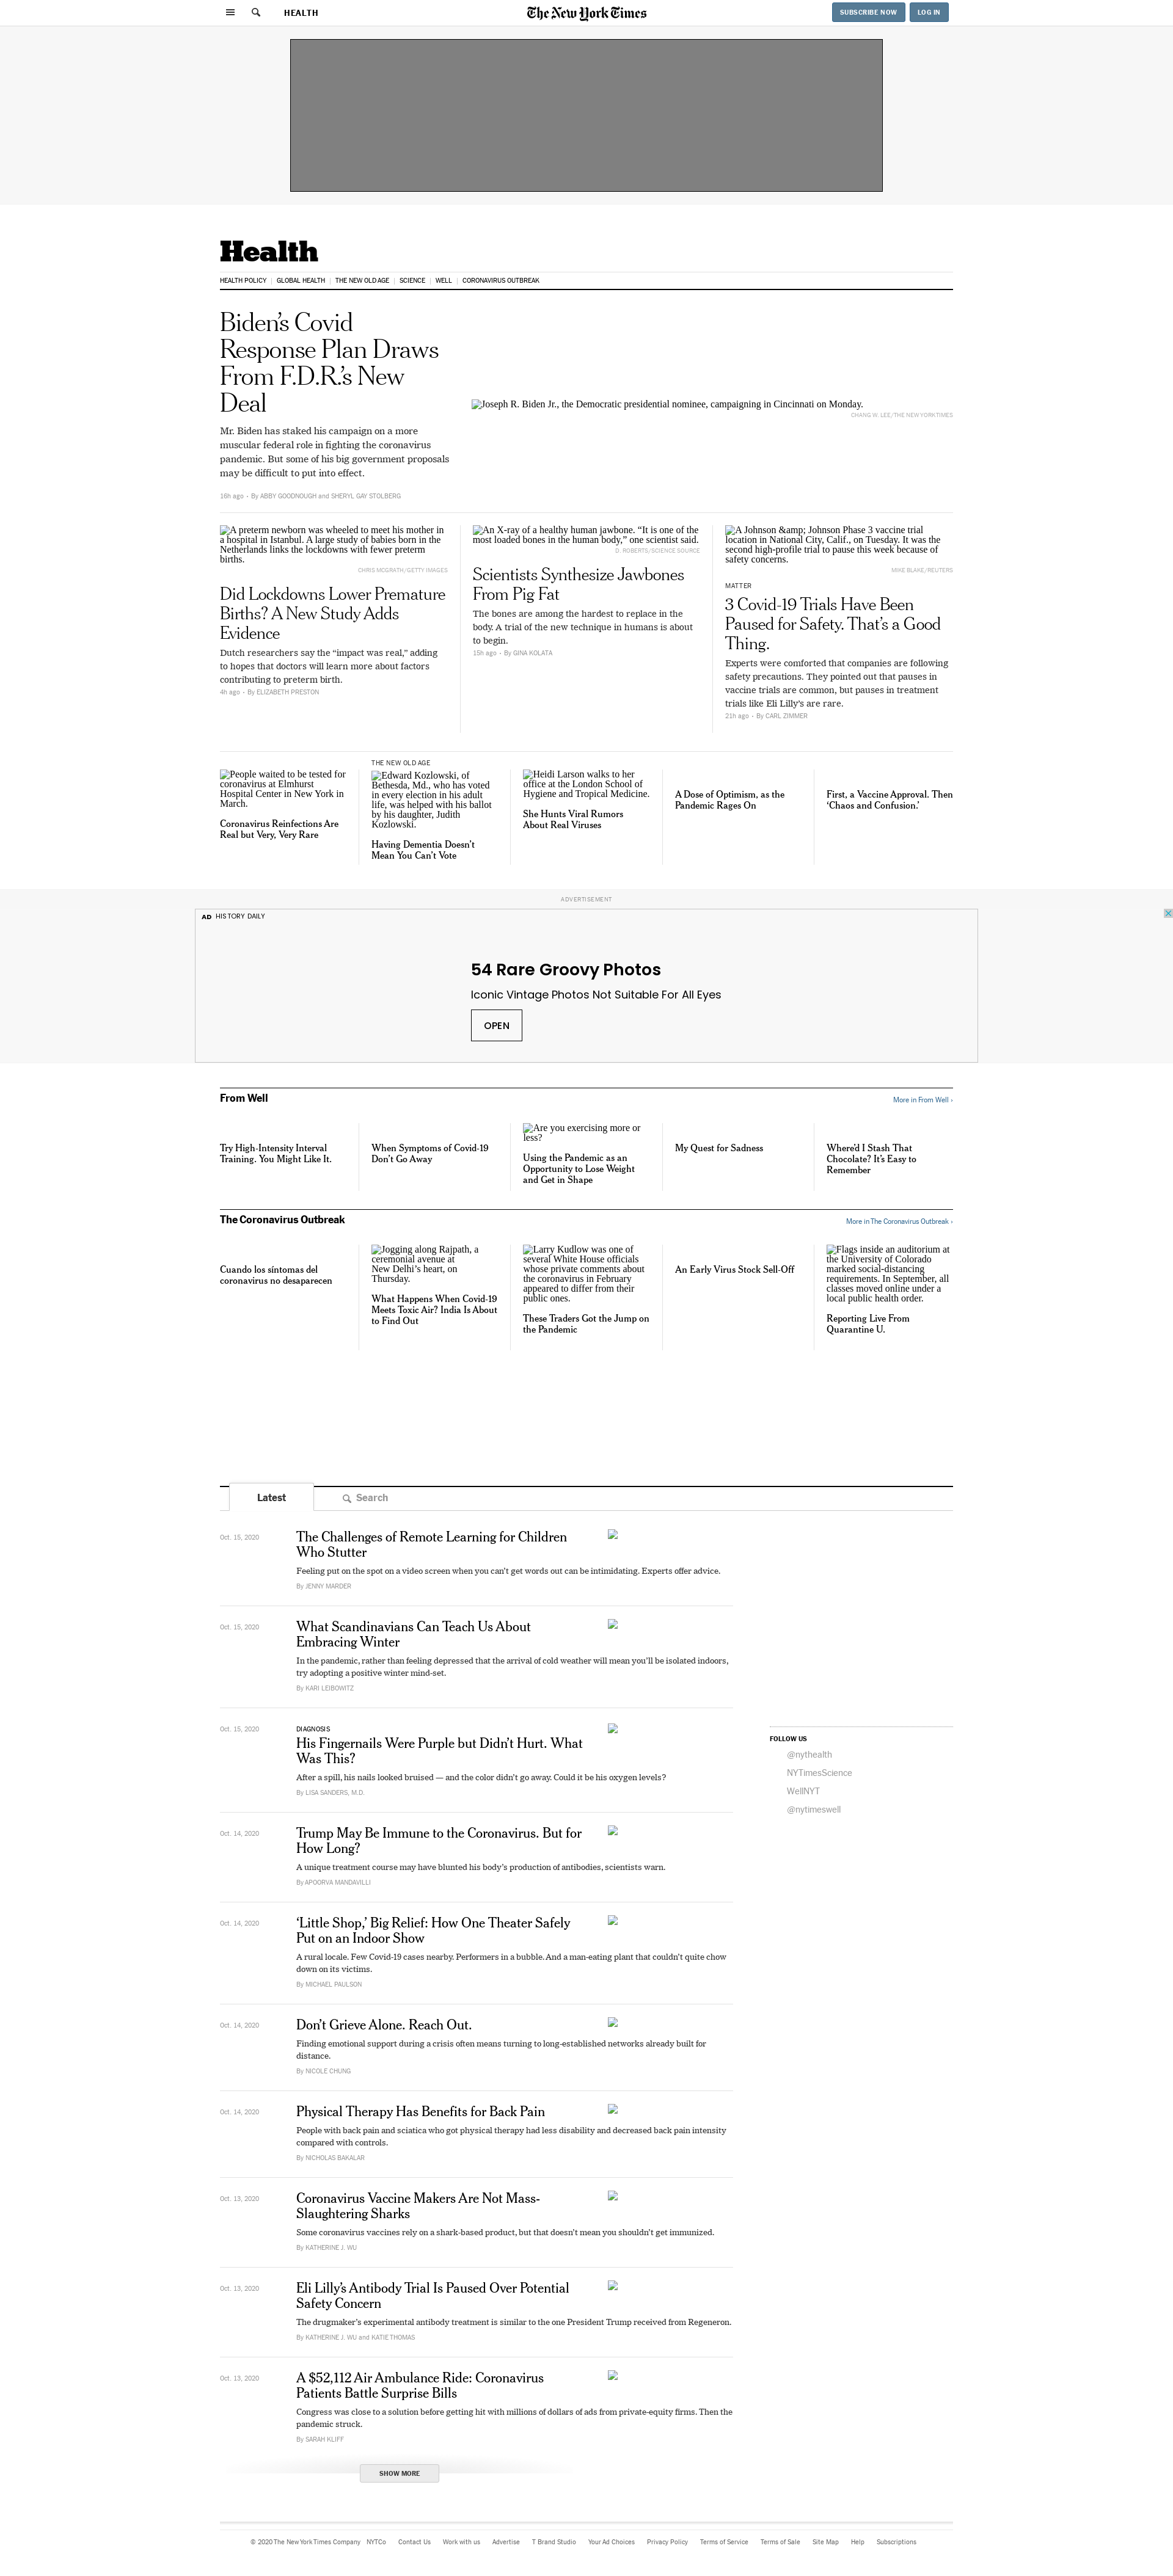 HEALTH
The New York Times
SUBSCRIBE NOW
LOG IN
Health
HEALTH POLICY | GLOBAL HEALTH | THE NEW OLD AGE | SCIENCE | WELL | CORONAVIRUS OUTBREAK
Biden's Covid
Response Plan Draws
From F.D.R.'s New
Deal
Mr. Biden has staked his campaign on a more
muscular federal role in fighting the coronavirus
pandemic. But some of his big government proposals
may be difficult to put into effect.
16h ago • By ABBY GOODNOUGH and SHERYL GAY STOLBERG
Joseph R. Biden Jr., the Democratic presidential nominee, campaigning in Cincinnati on Monday.
CHANG W. LEE/THE NEW YORK TIMES
A preterm newborn was wheeled to meet his mother in
a hospital in Istanbul. A large study of babies born in the
Netherlands links the lockdowns with fewer preterm
births.
CHRIS MCGRATH/GETTY IMAGES
Did Lockdowns Lower Premature
Births? A New Study Adds
Evidence
Dutch researchers say the “impact was real,” adding
to hopes that doctors will learn more about factors
contributing to preterm birth.
4h ago • By ELIZABETH PRESTON
An X-ray of a healthy human jawbone. “It is one of the
most loaded bones in the human body,” one scientist said.
D. ROBERTS/SCIENCE SOURCE
Scientists Synthesize Jawbones
From Pig Fat
The bones are among the hardest to replace in the
body. A trial of the new technique in humans is about
to begin.
15h ago • By GINA KOLATA
A Johnson &amp; Johnson Phase 3 vaccine trial
location in National City, Calif., on Tuesday. It was the
second high-profile trial to pause this week because of
safety concerns.
MIKE BLAKE/REUTERS
MATTER
3 Covid-19 Trials Have Been
Paused for Safety. That's a Good
Thing.
Experts were comforted that companies are following
safety precautions. They pointed out that pauses in
vaccine trials are common, but pauses in treatment
trials like Eli Lilly's are rare.
21h ago • By CARL ZIMMER
People waited to be tested for
coronavirus at Elmhurst
Hospital Center in New York in
March.
Coronavirus Reinfections Are
Real but Very, Very Rare
THE NEW OLD AGE
Edward Kozlowski, of
Bethesda, Md., who has voted
in every election in his adult
life, was helped with his ballot
by his daughter, Judith
Kozlowski.
Having Dementia Doesn't
Mean You Can't Vote
Heidi Larson walks to her
office at the London School of
Hygiene and Tropical Medicine.
She Hunts Viral Rumors
About Real Viruses
A Dose of Optimism, as the
Pandemic Rages On
First, a Vaccine Approval. Then
‘Chaos and Confusion.’
ADVERTISEMENT
AD HISTORY DAILY
54 Rare Groovy Photos
Iconic Vintage Photos Not Suitable For All Eyes
OPEN
From Well
More in From Well ›
Try High-Intensity Interval
Training. You Might Like It.
When Symptoms of Covid-19
Don't Go Away
Are you exercising more or
less?
Using the Pandemic as an
Opportunity to Lose Weight
and Get in Shape
My Quest for Sadness
Where'd I Stash That
Chocolate? It's Easy to
Remember
The Coronavirus Outbreak
More in The Coronavirus Outbreak ›
Cuando los síntomas del
coronavirus no desaparecen
Jogging along Rajpath, a
ceremonial avenue at
New Delhi's heart, on
Thursday.
What Happens When Covid-19
Meets Toxic Air? India Is About
to Find Out
Larry Kudlow was one of
several White House officials
whose private comments about
the coronavirus in February
appeared to differ from their
public ones.
These Traders Got the Jump on
the Pandemic
An Early Virus Stock Sell-Off
Flags inside an auditorium at
the University of Colorado
marked social-distancing
requirements. In September, all
classes moved online under a
local public health order.
Reporting Live From
Quarantine U.
Latest
Search
Oct. 15, 2020
The Challenges of Remote Learning for Children
Who Stutter
Feeling put on the spot on a video screen when you can't get words out can be intimidating. Experts offer advice.
By JENNY MARDER
Oct. 15, 2020
What Scandinavians Can Teach Us About
Embracing Winter
In the pandemic, rather than feeling depressed that the arrival of cold weather will mean you'll be isolated indoors,
try adopting a positive winter mind-set.
By KARI LEIBOWITZ
Oct. 15, 2020
DIAGNOSIS
His Fingernails Were Purple but Didn't Hurt. What
Was This?
After a spill, his nails looked bruised — and the color didn't go away. Could it be his oxygen levels?
By LISA SANDERS, M.D.
FOLLOW US
@nythealth
NYTimesScience
WellNYT
@nytimeswell
Oct. 14, 2020
Trump May Be Immune to the Coronavirus. But for
How Long?
A unique treatment course may have blunted his body's production of antibodies, scientists warn.
By APOORVA MANDAVILLI
Oct. 14, 2020
‘Little Shop,’ Big Relief: How One Theater Safely
Put on an Indoor Show
A rural locale. Few Covid-19 cases nearby. Performers in a bubble. And a man-eating plant that couldn't quite chow
down on its victims.
By MICHAEL PAULSON
Oct. 14, 2020
Don't Grieve Alone. Reach Out.
Finding emotional support during a crisis often means turning to long-established networks already built for
distance.
By NICOLE CHUNG
Oct. 14, 2020
Physical Therapy Has Benefits for Back Pain
People with back pain and sciatica who got physical therapy had less disability and decreased back pain intensity
compared with controls.
By NICHOLAS BAKALAR
Oct. 13, 2020
Coronavirus Vaccine Makers Are Not Mass-
Slaughtering Sharks
Some coronavirus vaccines rely on a shark-based product, but that doesn't mean you shouldn't get immunized.
By KATHERINE J. WU
Oct. 13, 2020
Eli Lilly's Antibody Trial Is Paused Over Potential
Safety Concern
The drugmaker's experimental antibody treatment is similar to the one President Trump received from Regeneron.
By KATHERINE J. WU and KATIE THOMAS
Oct. 13, 2020
A $52,112 Air Ambulance Ride: Coronavirus
Patients Battle Surprise Bills
Congress was close to a solution before getting hit with millions of dollars of ads from private-equity firms. Then the
pandemic struck.
By SARAH KLIFF
SHOW MORE
© 2020 The New York Times Company NYTCo Contact Us Work with us Advertise T Brand Studio Your Ad Choices Privacy Policy Terms of Service Terms of Sale Site Map Help Subscriptions